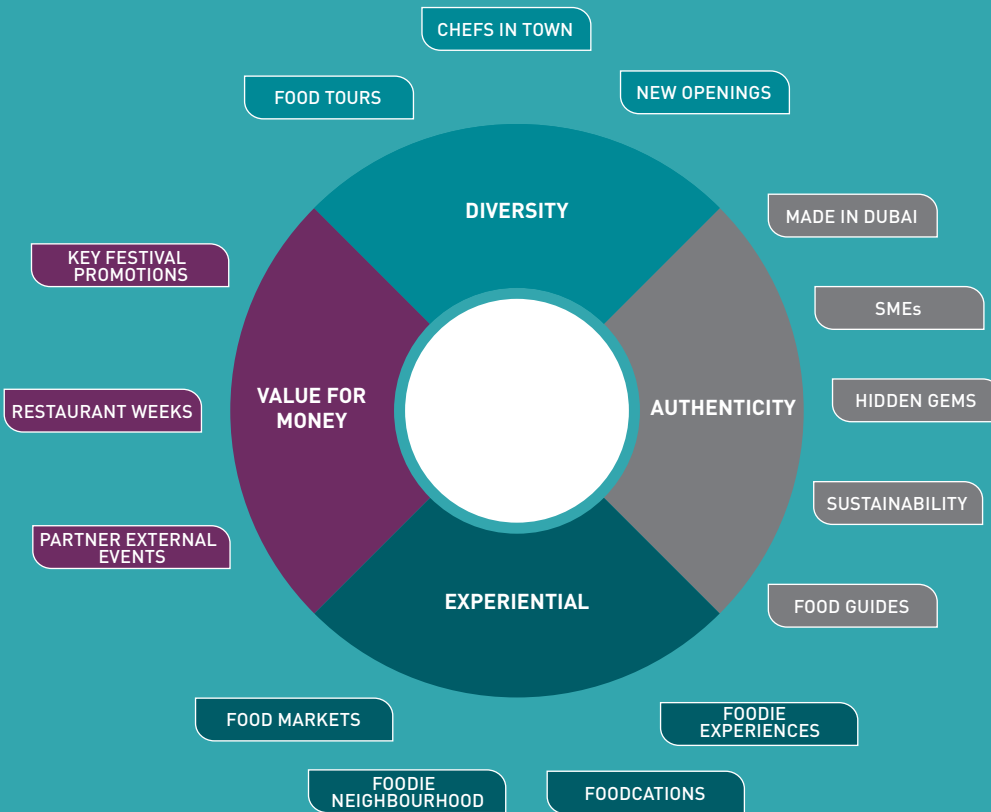 CHEFS IN TOWN
FOOD TOURS
NEW OPENINGS
DIVERSITY
MADE IN DUBAI
SMEs
HIDDEN GEMS
SUSTAINABILITY
FOOD GUIDES
AUTHENTICITY
KEY FESTIVAL
PROMOTIONS
RESTAURANT WEEKS
PARTNER EXTERNAL
EVENTS
VALUE FOR
MONEY
EXPERIENTIAL
FOOD MARKETS
FOODIE
NEIGHBOURHOOD
FOODCATIONS
FOODIE
EXPERIENCES